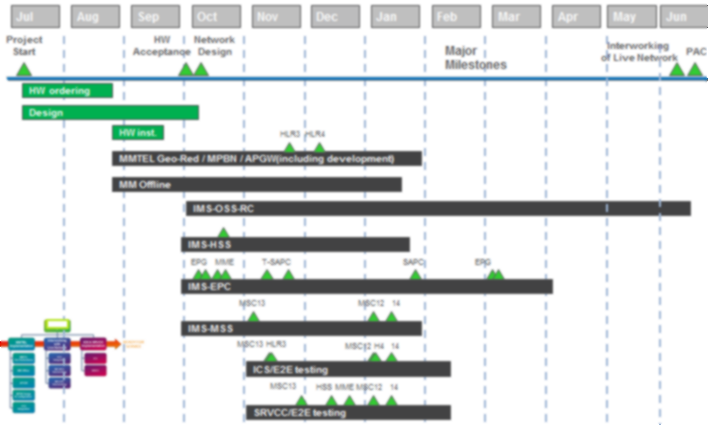 Jul Aug Sep Oct Nov Dec Jan Feb Mar Apr May Jun
Project Start
HW Acceptance
Network Design
Major Milestones
Interworking of Live Network
PAC
HW ordering
Design
HW inst.
HLR3 HLR4
MMTEL Geo-Red / MPBN / APGW(including development)
MM Offline
IMS-OSS-RC
IMS-HSS
EPG MME T-SAPC SAPC ERG
IMS-EPC
MSC13 MSC12 14
IMS-MSS
MSC13 HLR3 MSC12 H4 14
ICS/E2E testing
MSC13 HSS MME MSC12 14
SRVCC/E2E testing